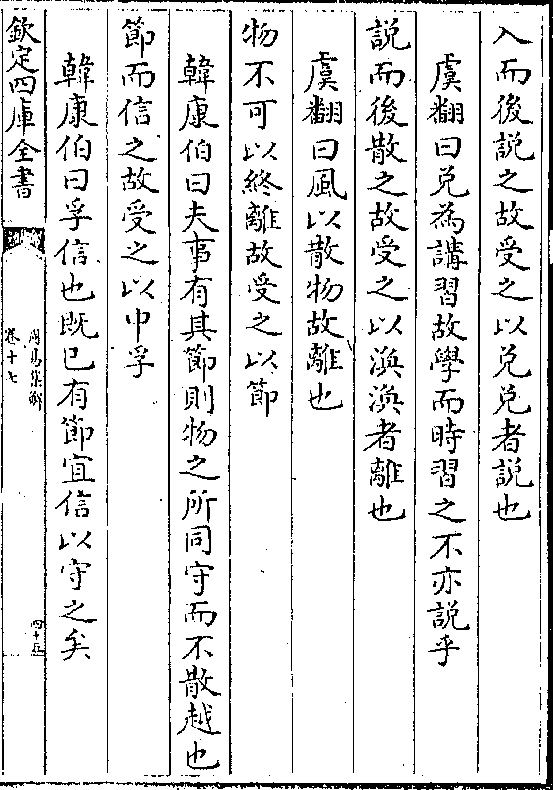 入而後說之故受之以兌兌者說也
虞翻曰兌為講習故學而時習之不亦說乎
說而後散之故受之以渙渙者離也
虞翻曰風以散物故離也
物不可以終離故受之以節
韓康伯曰夫事有其節則物之所同守而不散越也
節而信之故受之以中孚
韓康伯曰孚信也既已有節宜信以守之矣
欽定四庫全書
周易集解
卷十七
四十五